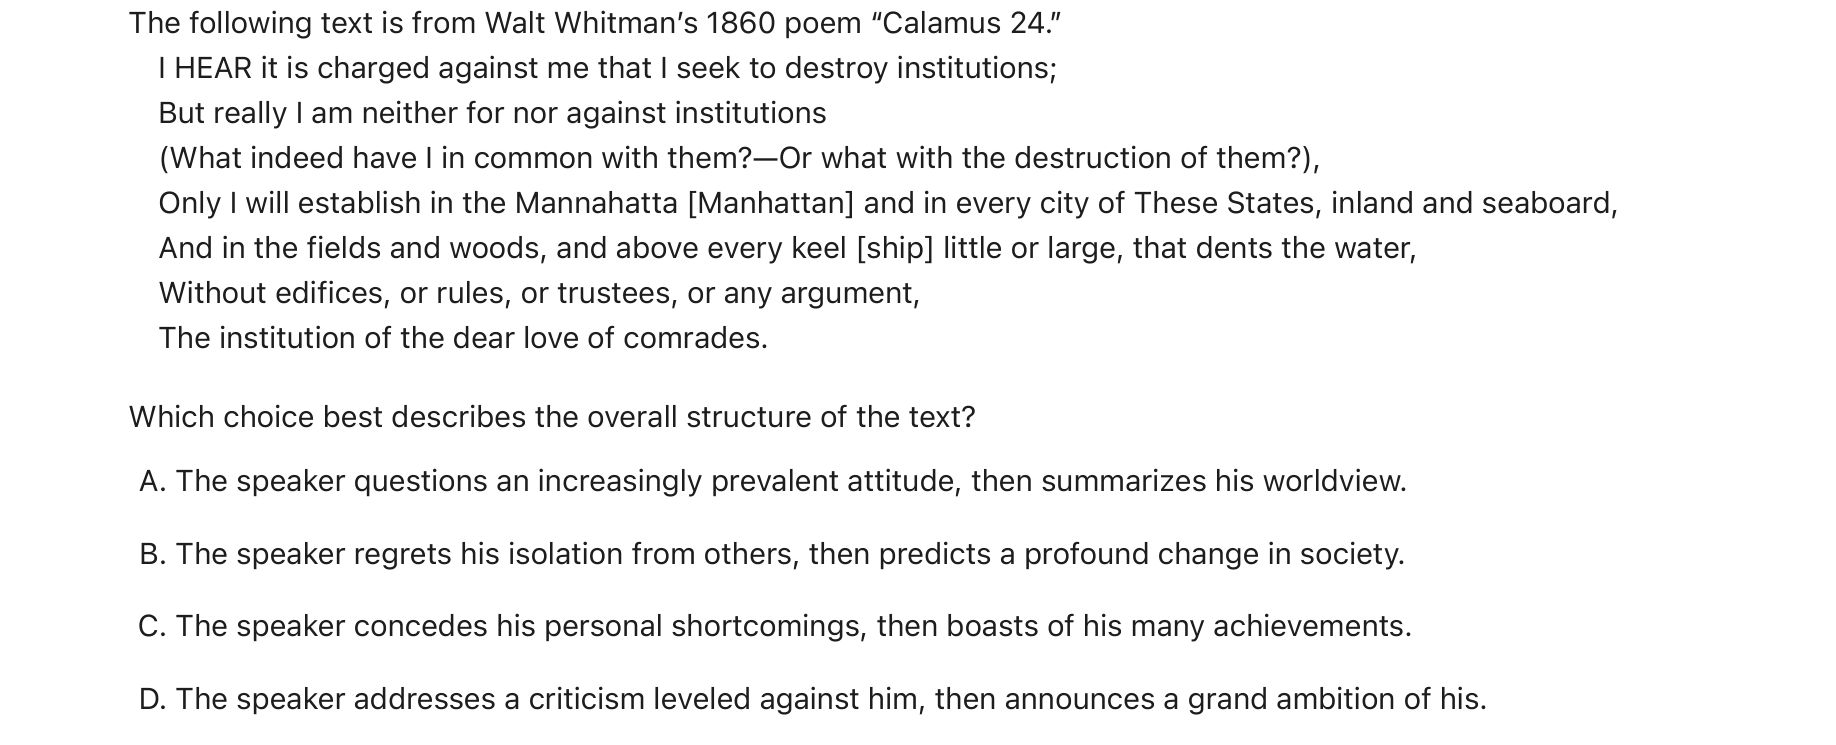 The following text is from Walt Whitman’s 1860 poem “Calamus 24.”
I HEAR it is charged against me that I seek to destroy institutions;
But really I am neither for nor against institutions
(What indeed have I in common with them?—Or what with the destruction of them?),
Only I will establish in the Mannahatta [Manhattan] and in every city of These States, inland and seaboard,
And in the fields and woods, and above every keel [ship] little or large, that dents the water,
Without edifices, or rules, or trustees, or any argument,
The institution of the dear love of comrades.
Which choice best describes the overall structure of the text?
A. The speaker questions an increasingly prevalent attitude, then summarizes his worldview.
B. The speaker regrets his isolation from others, then predicts a profound change in society.
C. The speaker concedes his personal shortcomings, then boasts of his many achievements.
D. The speaker addresses a criticism leveled against him, then announces a grand ambition of his.